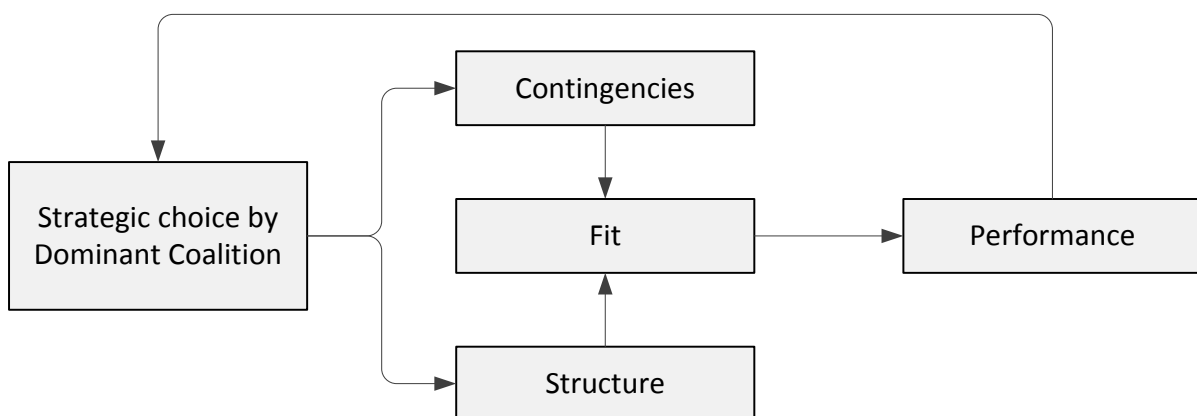 Contingencies
Strategic choice by
Dominant Coalition
Fit
Performance
Structure